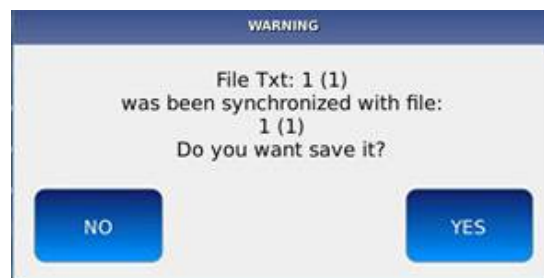 WARNING
File Txt: 1 (1)
was been synchronized with file:
1 (1)
Do you want save it?
NO YES